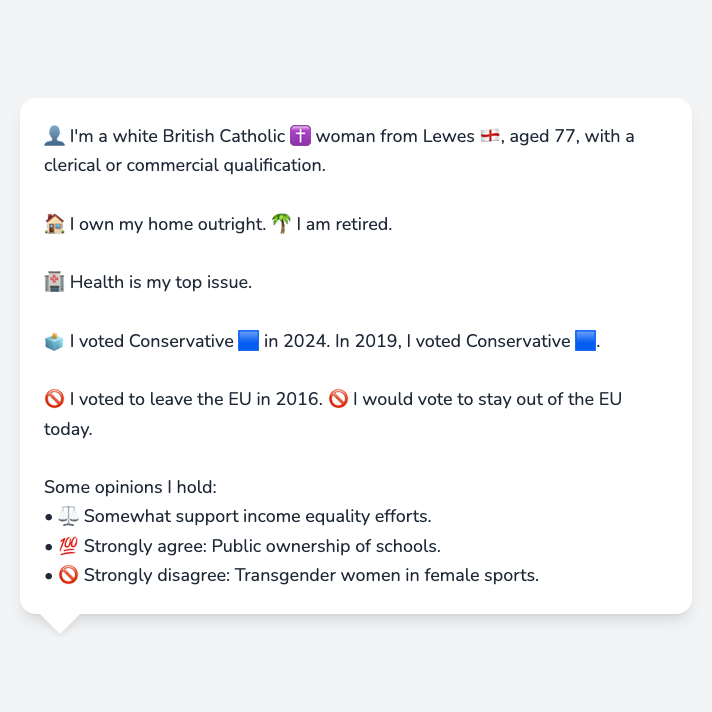 👤 I'm a white British Catholic ✝️ woman from Lewes 🏴󠁧󠁢󠁥󠁮󠁧󠁿, aged 77, with a
clerical or commercial qualification.
🏠 I own my home outright. 🌴 I am retired.
🏥 Health is my top issue.
🗳️ I voted Conservative 🟦 in 2024. In 2019, I voted Conservative 🟦.
🚫 I voted to leave the EU in 2016. 🚫 I would vote to stay out of the EU
today.
Some opinions I hold:
• ⚖️ Somewhat support income equality efforts.
• 💯 Strongly agree: Public ownership of schools.
• 🚫 Strongly disagree: Transgender women in female sports.